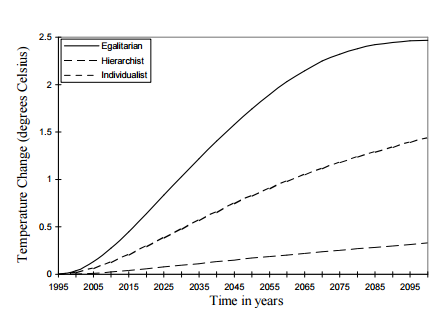 Temperature Change (degrees Celsius)
2.5
2
1.5
1
0.5
0
Egalitarian
Hierarchist
Individualist
1995 2005 2015 2025 2035 2045 2055 2065 2075 2085 2095
Time in years